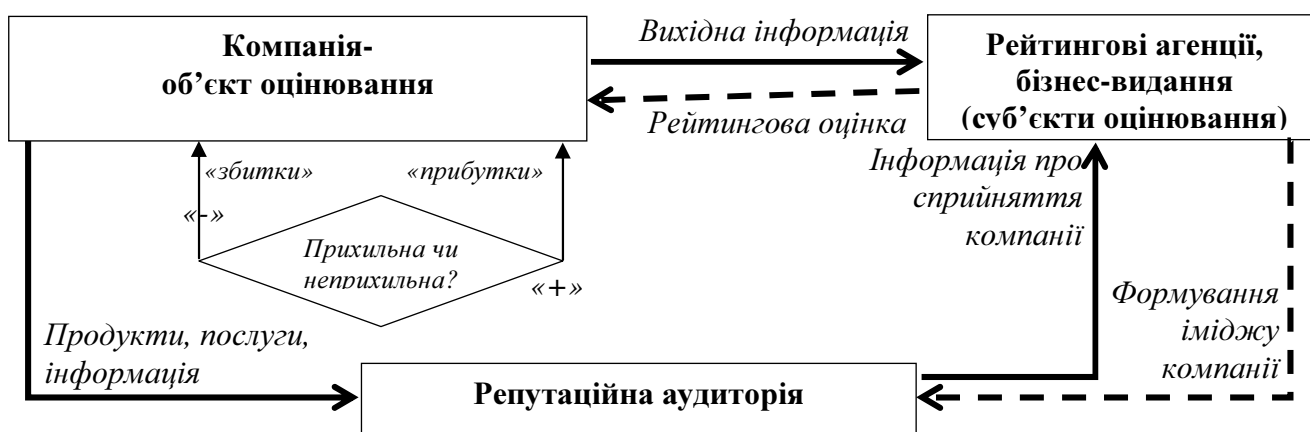 Компанія-
об’єкт оцінювання
Вихідна інформація
Рейтингова оцінка
Рейтингові агенції,
бізнес-видання
(суб’єкти оцінювання)
«збитки»
«прибутки»
«-»
Прихильна чи
неприхильна?
«+»
Інформація про
сприйняття
компанії
Формування
іміджу
компанії
Продукти, послуги,
інформація
Репутаційна аудиторія